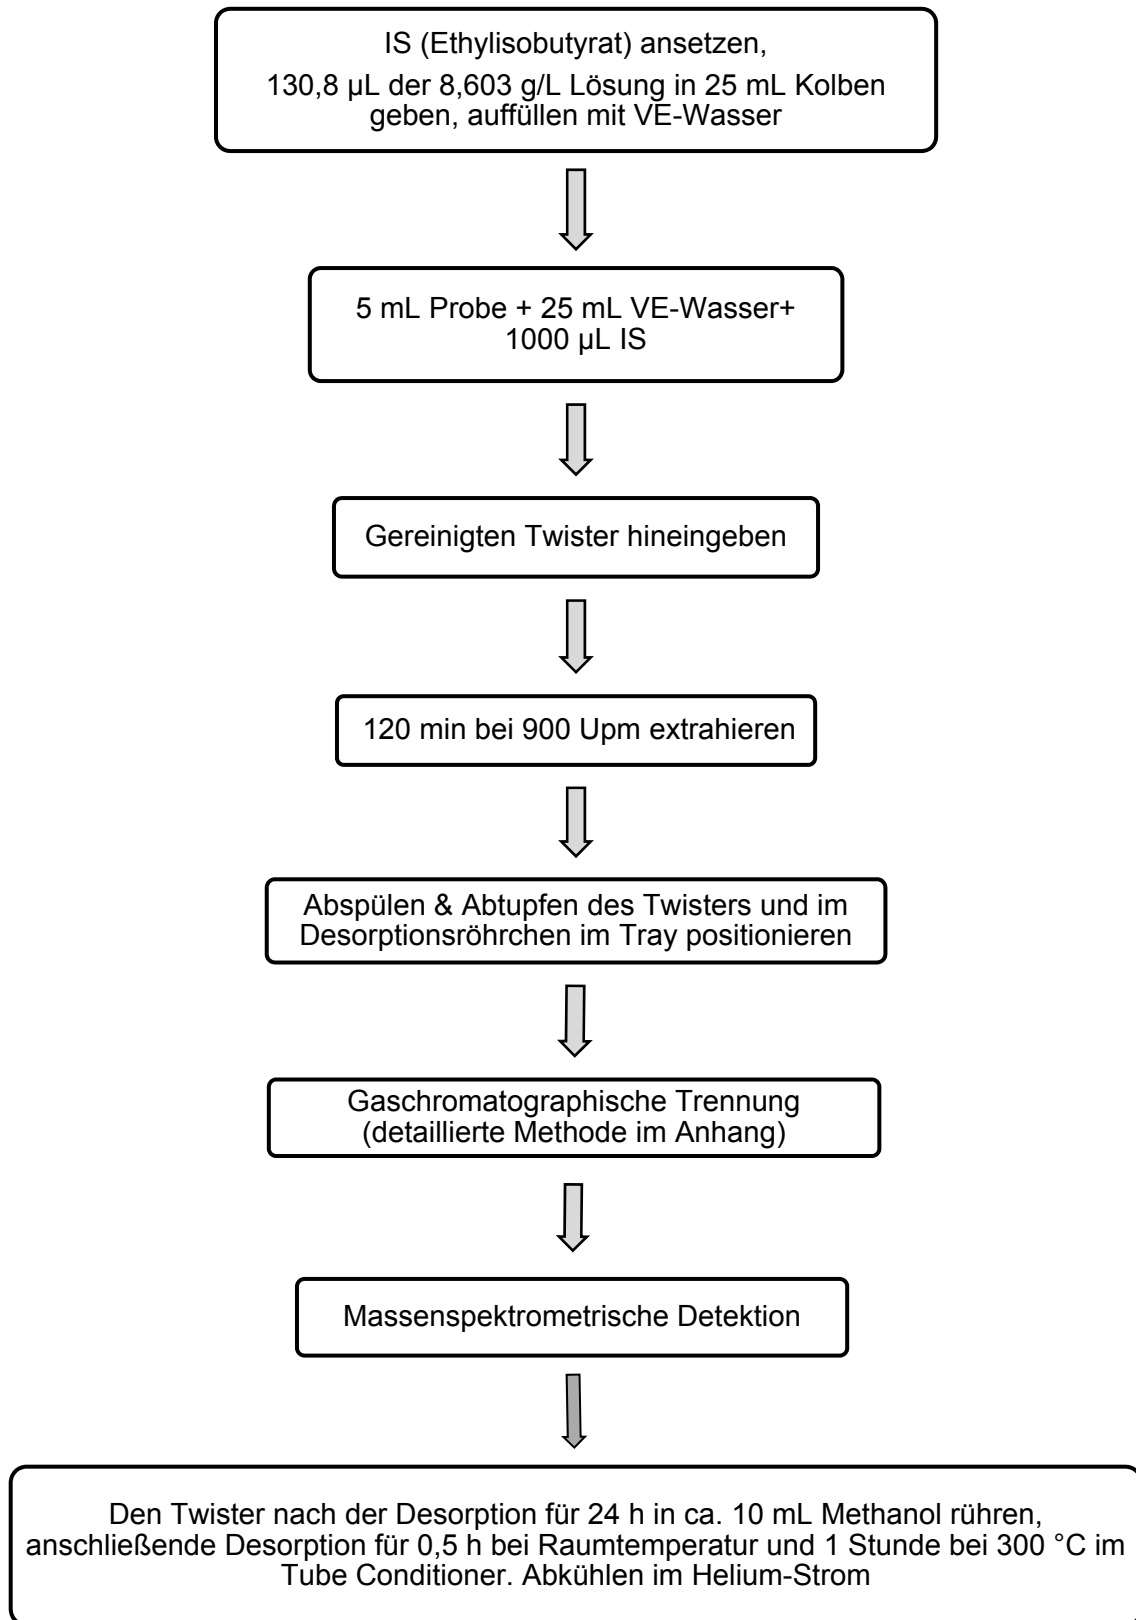 IS (Ethylisobutyrat) ansetzen,
130,8 µL der 8,603 g/L Lösung in 25 mL Kolben
geben, auffüllen mit VE-Wasser
5 mL Probe + 25 mL VE-Wasser+
1000 µL IS
Gereinigten Twister hineingeben
120 min bei 900 Upm extrahieren
Abspülen & Abtupfen des Twisters und im
Desorptionsröhrchen im Tray positionieren
Gaschromatographische Trennung
(detaillierte Methode im Anhang)
Massenspektrometrische Detektion
Den Twister nach der Desorption für 24 h in ca. 10 mL Methanol rühren,
anschließende Desorption für 0,5 h bei Raumtemperatur und 1 Stunde bei 300 °C im
Tube Conditioner. Abkühlen im Helium-Strom